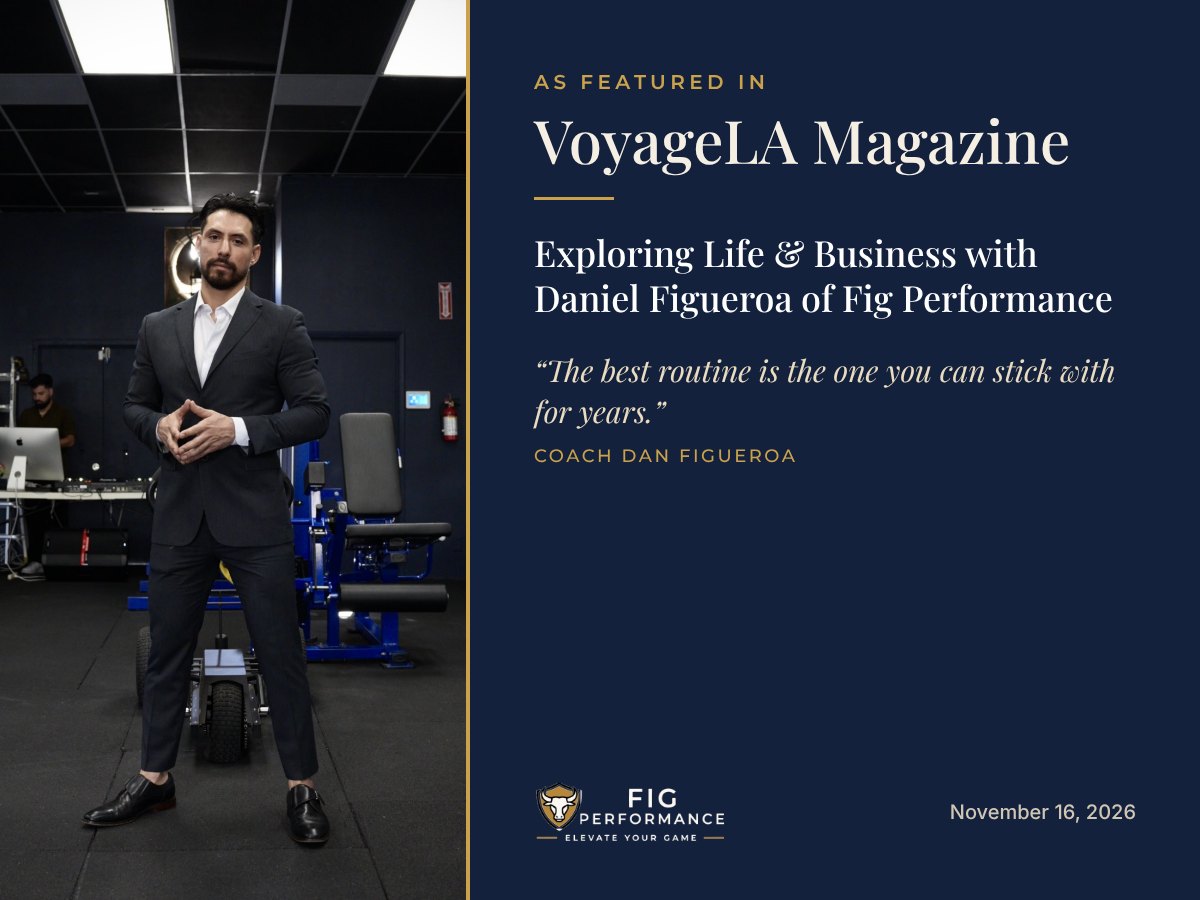 AS FEATURED IN
VoyageLA Magazine
Exploring Life & Business with
Daniel Figueroa of Fig Performance
“The best routine is the one you can stick with
for years.”
COACH DAN FIGUEROA
FIG
PERFORMANCE
ELEVATE YOUR GAME
November 16, 2026